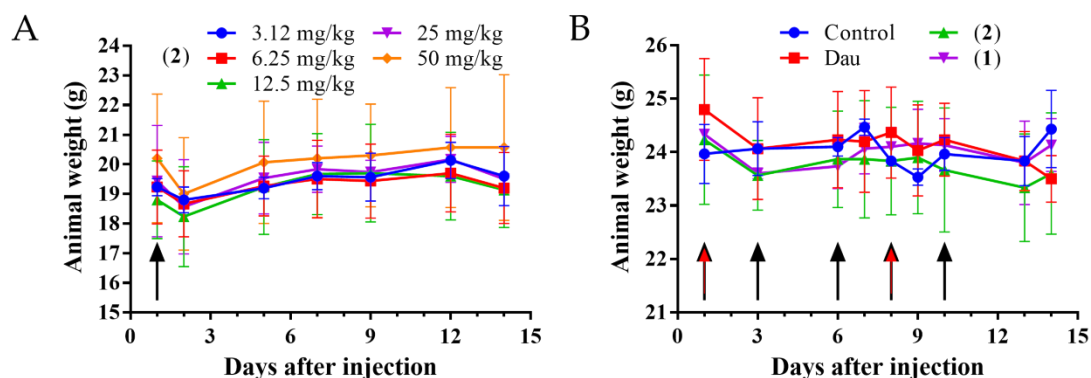 A
(2)
3.12 mg/kg
6.25 mg/kg
12.5 mg/kg
25 mg/kg
50 mg/kg
Animal weight (g)
24
23
22
21
20
19
18
17
16
15
0 3 6 9 12 15
Days after injection
B
Control
Dau
(2)
(1)
Animal weight (g)
26
25
24
23
22
21
0 3 6 9 12 15
Days after injection